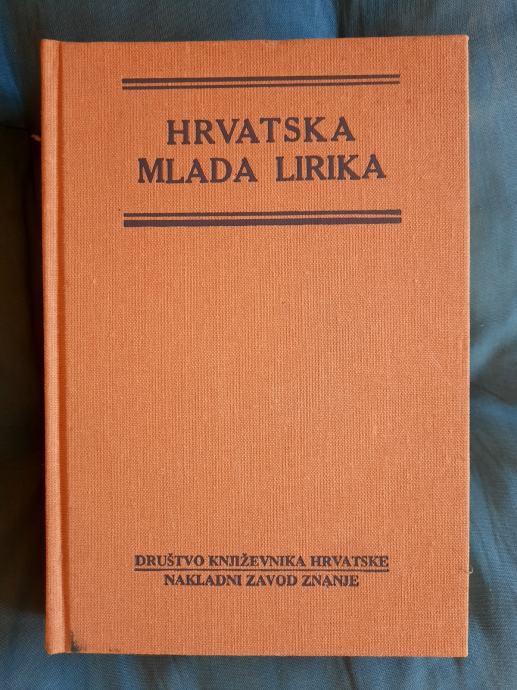 HRVATSKA
MLADA LIRIKA
DRUŠTVO KNJIŽEVNIKA HRVATSKE
NAKLADNI ZAVOD ZNANJE